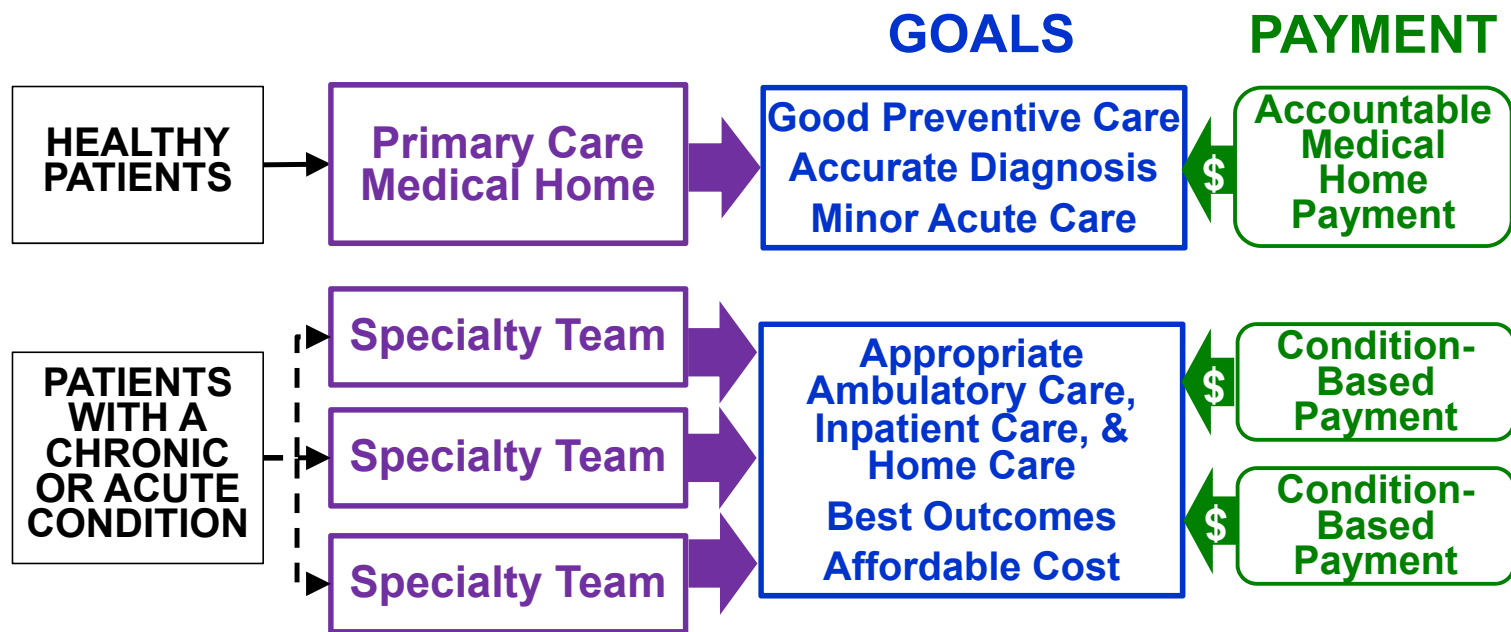 GOALS
PAYMENT
HEALTHY
PATIENTS
Primary Care
Medical Home
Good Preventive Care
Accurate Diagnosis
Minor Acute Care
$
Accountable
Medical
Home
Payment
PATIENTS
WITH A
CHRONIC
OR ACUTE
CONDITION
Specialty Team
Specialty Team
Specialty Team
Appropriate
Ambulatory Care,
Inpatient Care, &
Home Care
Best Outcomes
Affordable Cost
$
Condition-
Based
Payment
$
Condition-
Based
Payment